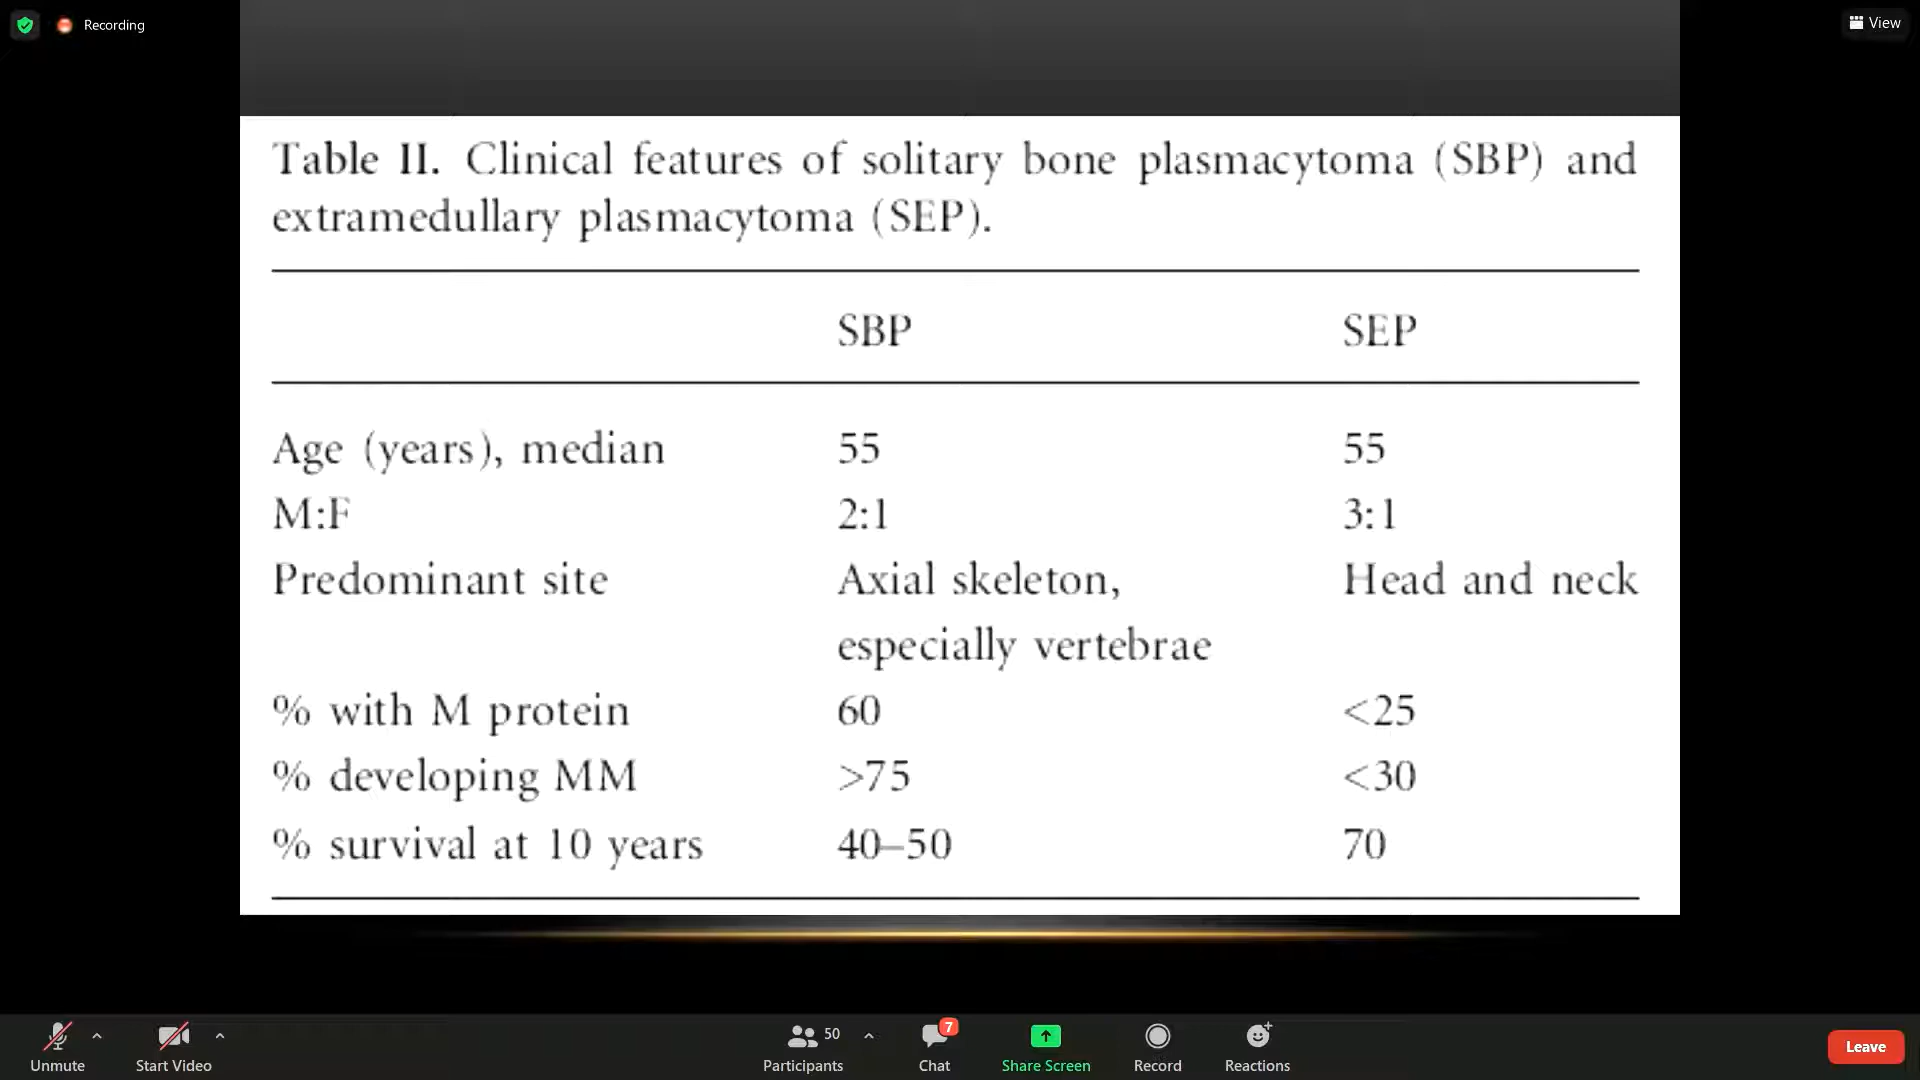 Recording
View
Table II. Clinical features of solitary bone plasmacytoma (SBP) and
extramedullary plasmacytoma (SEP).
SBP SEP
Age (years), median 55 55
M:F 2:1 3:1
Predominant site Axial skeleton, Head and neck
especially vertebrae
% with M protein 60 <25
% developing MM >75 <30
% survival at 10 years 40–50 70
50
7
Unmute Start Video Participants Chat Share Screen Record Reactions Leave